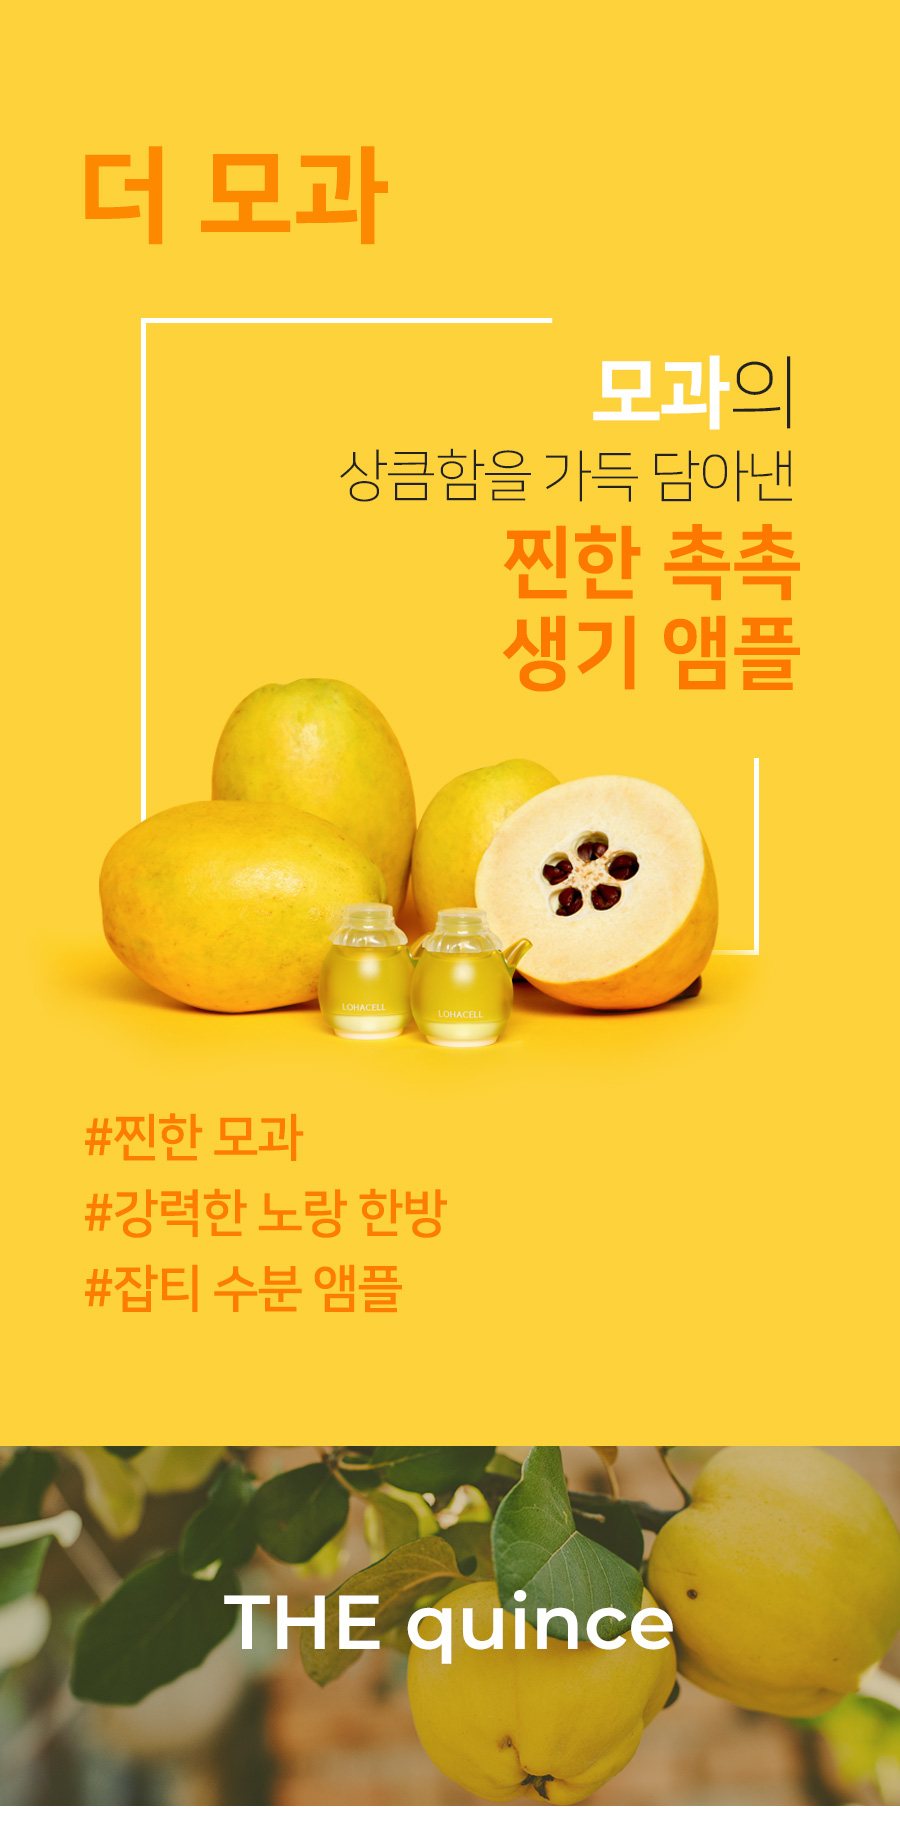 더 모과
모과의
상큼함을 가득 담아낸
찐한 촉촉
생기 앰플
LOHACELL
LOHACELL
#찐한 모과
#강력한 노랑 한방
#잡티 수분 앰플
THE quince